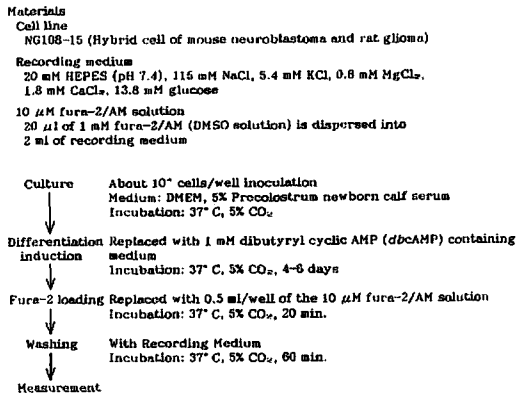 Materials
Cell line
NG108-15 (Hybrid cell of mouse neuroblastoma and rat glioma)
Recording medium
20 mM HEPES (pH 7.4), 115 mM NaCl, 5.4 mM KCl, 0.8 mM MgCl₂,
1.8 mM CaCl₂, 13.8 mM glucose
10 μM fura-2/AM solution
20 μl of 1 mM fura-2/AM (DMSO solution) is dispersed into
2 ml of recording medium
Culture About 10⁴ cells/well inoculation
Medium: DMEM, 5% Precolostrum newborn calf serum
Incubation: 37°C, 5% CO₂
Differentiation Replaced with 1 mM dibutyryl cyclic AMP (dbcAMP) containing
induction medium
Incubation: 37°C, 5% CO₂, 4-6 days
Fura-2 loading Replaced with 0.5 ml/well of the 10 μM fura-2/AM solution
Incubation: 37°C, 5% CO₂, 20 min.
Washing With Recording Medium
Incubation: 37°C, 5% CO₂, 60 min.
Measurement